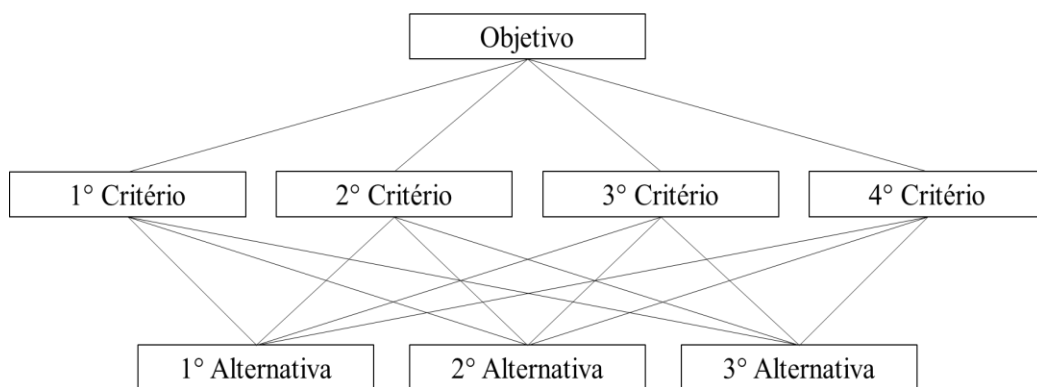 Objetivo
1° Critério
2° Critério
3° Critério
4° Critério
1° Alternativa
2° Alternativa
3° Alternativa